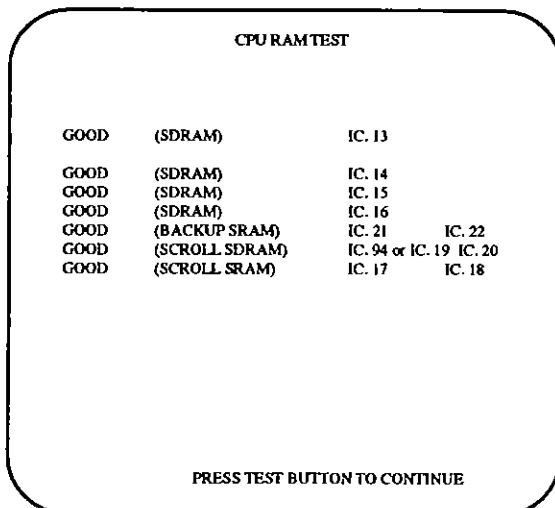 CPU RAM TEST
GOOD (SDRAM) IC. 13
GOOD (SDRAM) IC. 14
GOOD (SDRAM) IC. 15
GOOD (SDRAM) IC. 16
GOOD (BACKUP SRAM) IC. 21 IC. 22
GOOD (SCROLL SDRAM) IC. 94 or IC. 19 IC. 20
GOOD (SCROLL SRAM) IC. 17 IC. 18
PRESS TEST BUTTON TO CONTINUE